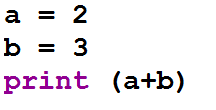 a = 2
b = 3
print (a+b)